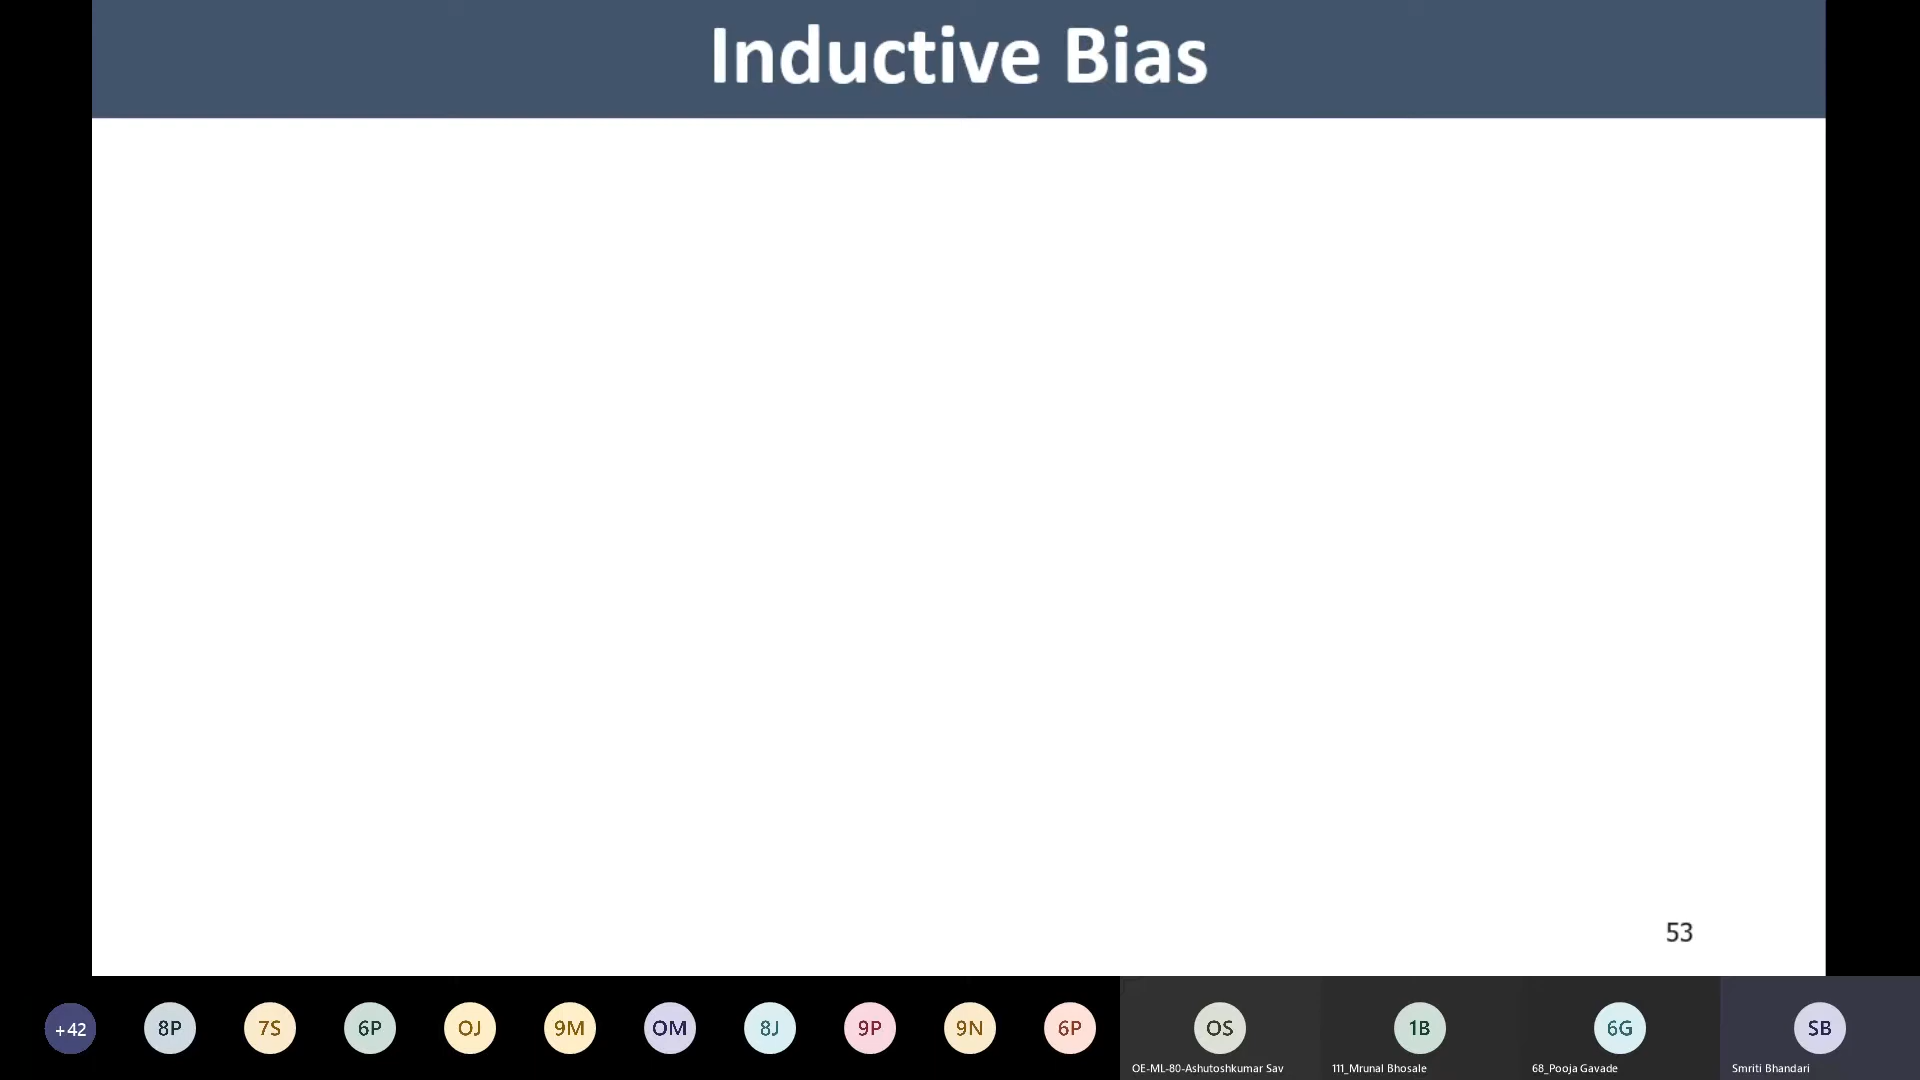 Inductive Bias
53
+42
8P
7S
6P
OJ
9M
OM
8J
9P
9N
6P
OS
1B
6G
SB
OE-ML-80-Ashutoshkumar Sav
111_Mrunal Bhosale
68_Pooja Gavade
Smriti Bhandari